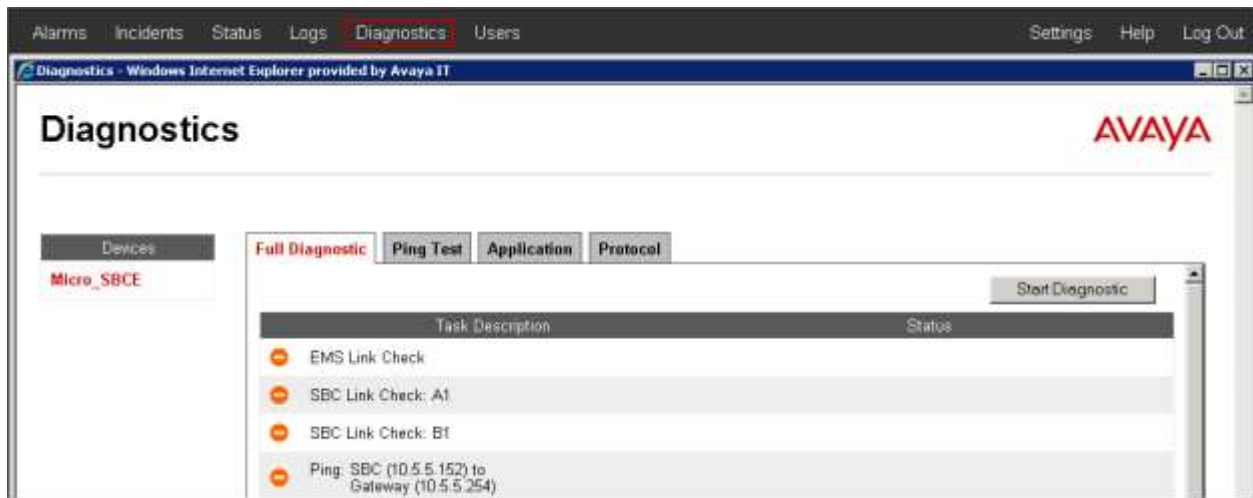 Alarms Incidents Status Logs Diagnostics Users Settings Help Log Out
Diagnostics - Windows Internet Explorer provided by Avaya IT
Diagnostics
AVAYA
Devices
Micro_SBCE
Full Diagnostic Ping Test Application Protocol
Start Diagnostic
Task Description Status
EMS Link Check
SBC Link Check: A1
SBC Link Check: B1
Ping: SBC (10.5.5.152) to
Gateway (10.5.5.254)